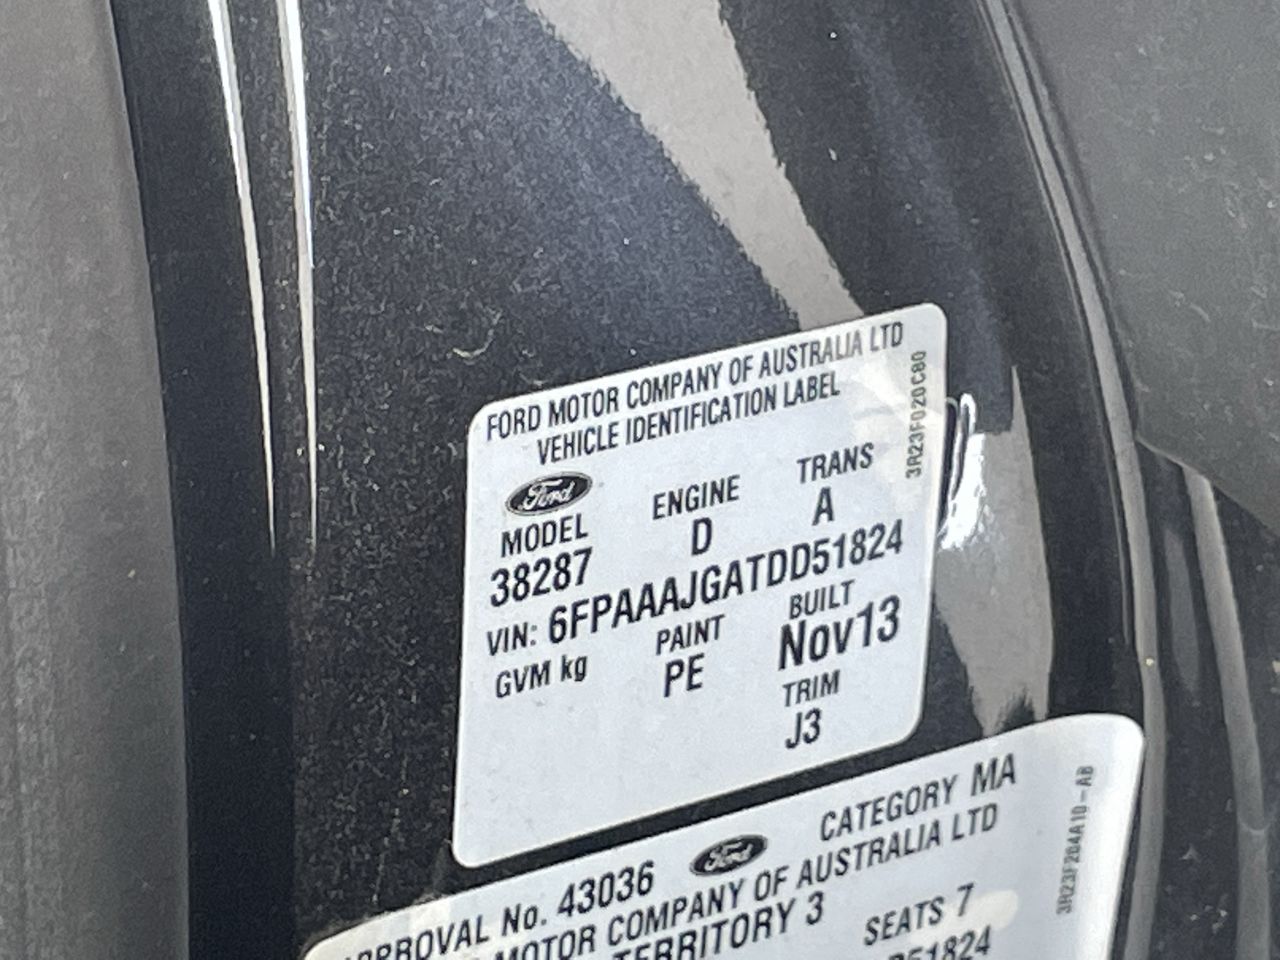 FORD MOTOR COMPANY OF AUSTRALIA LTD
VEHICLE IDENTIFICATION LABEL
3R23F020C80
Ford
ENGINE TRANS
MODEL D A
38287
VIN: 6FPAAAJGATDD51824
GVM kg PAINT BUILT
PE Nov13
TRIM
J3
APPROVAL No. 43036 Ford CATEGORY MA
MOTOR COMPANY OF AUSTRALIA LTD
TERRITORY 3 SEATS 7
D51824
3R23F264A10-AB